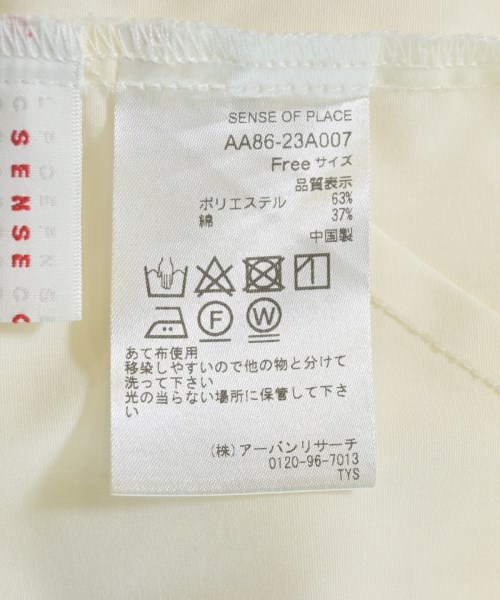 SENSE
SENSE OF PLACE
AA86-23A007
Freeサイズ
品質表示
ポリエステル 63%
綿 37%
中国製
F W
あて布使用
移染しやすいので他の物と分けて
洗って下さい
光の当らない場所に保管して下さ
い
(株)アーバンリサーチ
0120-96-7013
TYS